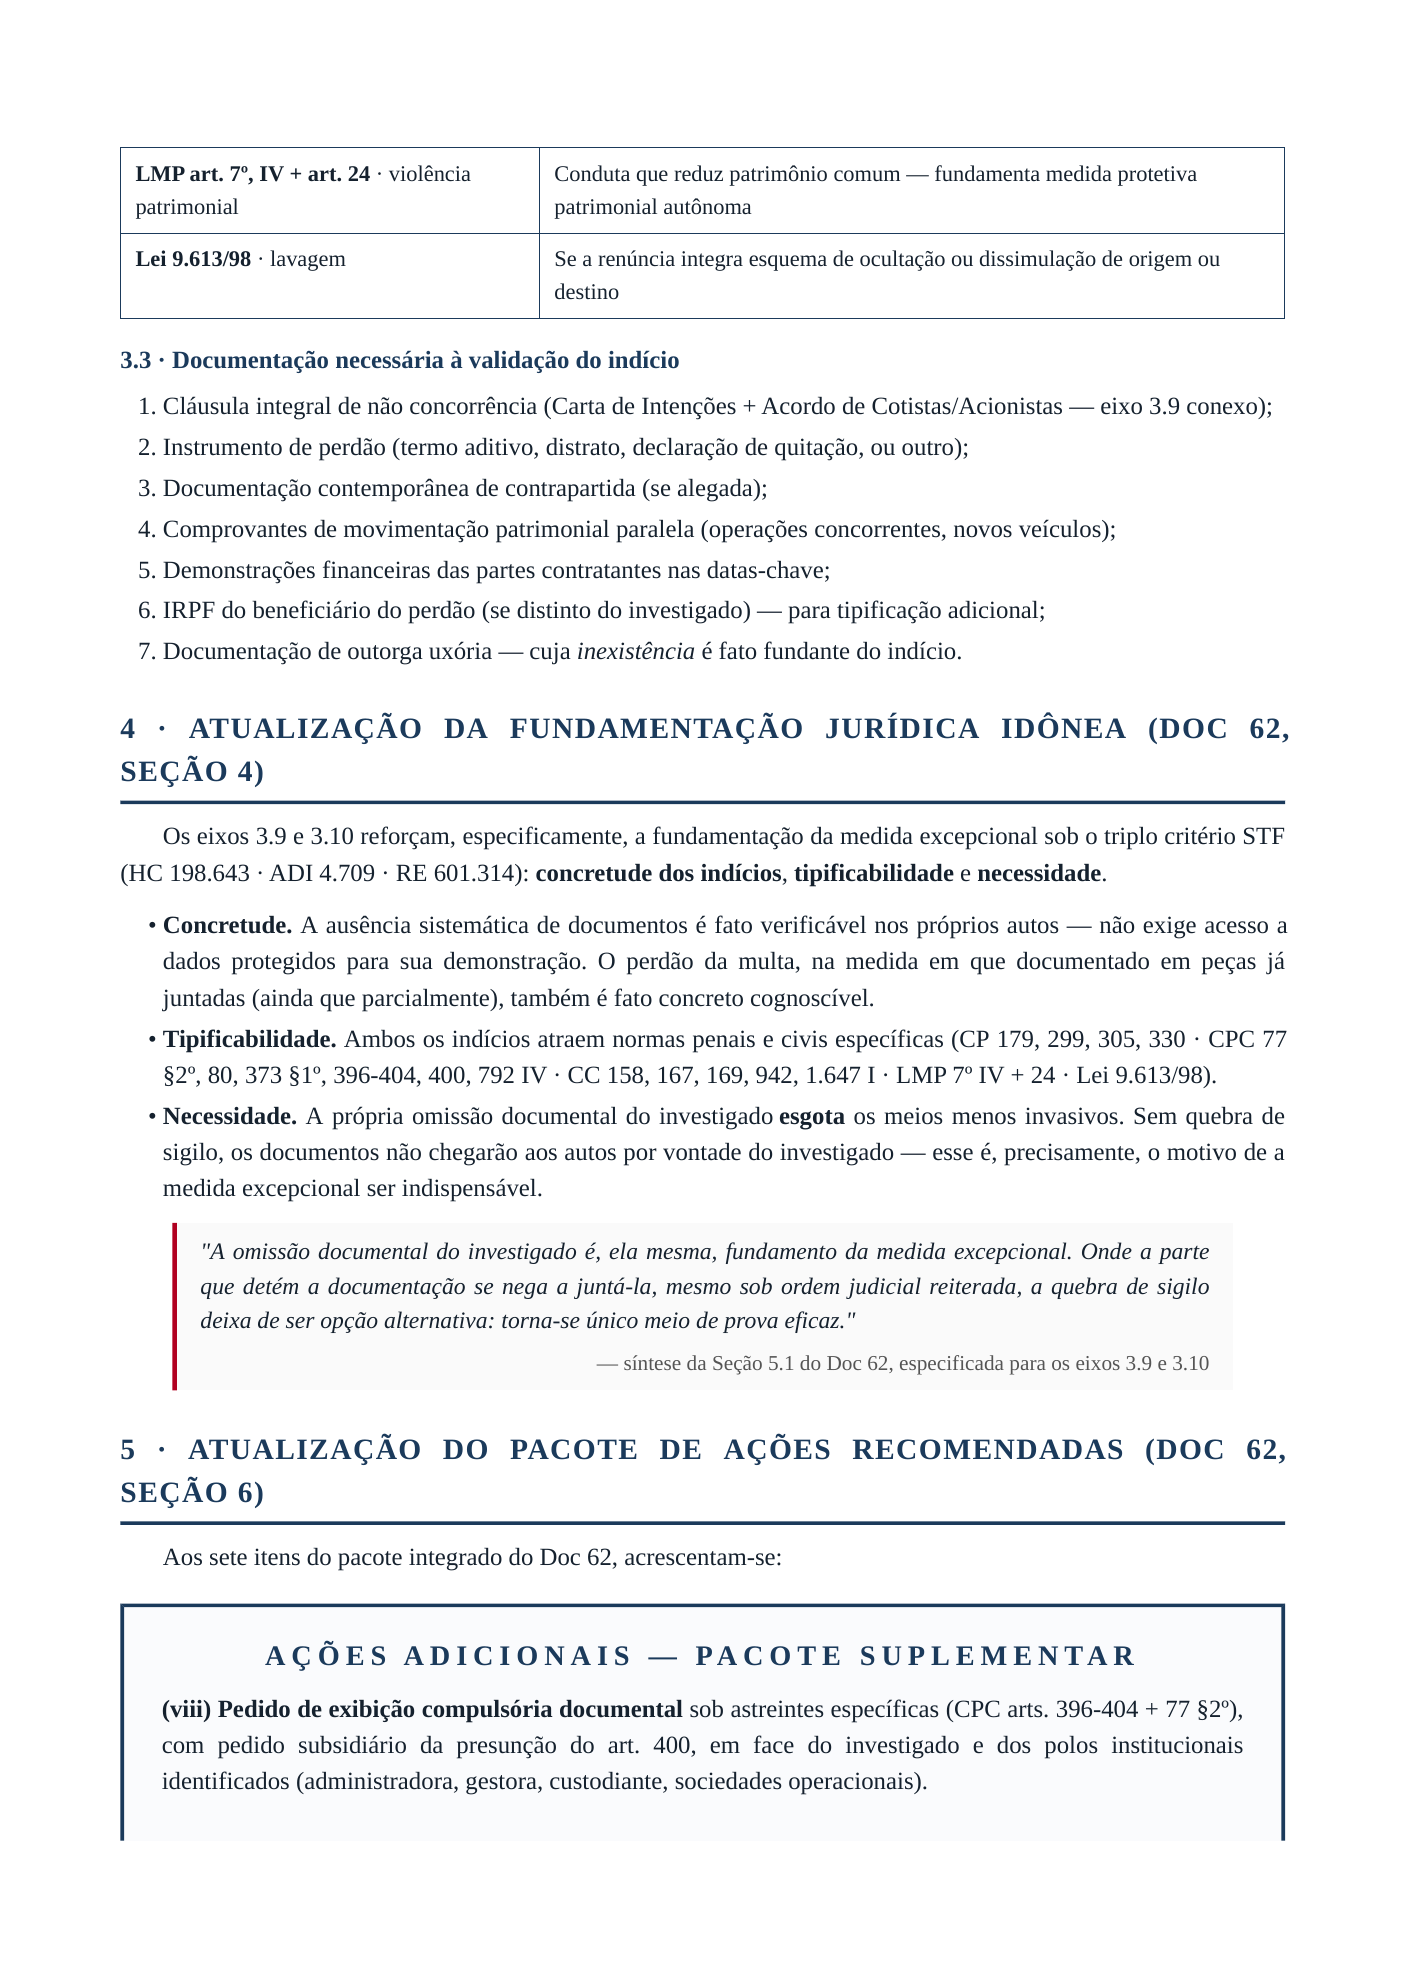 LMP art. 7º, IV + art. 24 · violência
patrimonial
Conduta que reduz patrimônio comum — fundamenta medida protetiva
patrimonial autônoma
Lei 9.613/98 · lavagem
Se a renúncia integra esquema de ocultação ou dissimulação de origem ou
destino
3.3 · Documentação necessária à validação do indício
1. Cláusula integral de não concorrência (Carta de Intenções + Acordo de Cotistas/Acionistas — eixo 3.9 conexo);
2. Instrumento de perdão (termo aditivo, distrato, declaração de quitação, ou outro);
3. Documentação contemporânea de contrapartida (se alegada);
4. Comprovantes de movimentação patrimonial paralela (operações concorrentes, novos veículos);
5. Demonstrações financeiras das partes contratantes nas datas-chave;
6. IRPF do beneficiário do perdão (se distinto do investigado) — para tipificação adicional;
7. Documentação de outorga uxória — cuja inexistência é fato fundante do indício.
4 · ATUALIZAÇÃO DA FUNDAMENTAÇÃO JURÍDICA IDÔNEA (DOC 62,
SEÇÃO 4)
Os eixos 3.9 e 3.10 reforçam, especificamente, a fundamentação da medida excepcional sob o triplo critério STF
(HC 198.643 · ADI 4.709 · RE 601.314): concretude dos indícios, tipificabilidade e necessidade.
• Concretude. A ausência sistemática de documentos é fato verificável nos próprios autos — não exige acesso a
dados protegidos para sua demonstração. O perdão da multa, na medida em que documentado em peças já
juntadas (ainda que parcialmente), também é fato concreto cognoscível.
• Tipificabilidade. Ambos os indícios atraem normas penais e civis específicas (CP 179, 299, 305, 330 · CPC 77
§2º, 80, 373 §1º, 396-404, 400, 792 IV · CC 158, 167, 169, 942, 1.647 I · LMP 7º IV + 24 · Lei 9.613/98).
• Necessidade. A própria omissão documental do investigado esgota os meios menos invasivos. Sem quebra de
sigilo, os documentos não chegarão aos autos por vontade do investigado — esse é, precisamente, o motivo de a
medida excepcional ser indispensável.
"A omissão documental do investigado é, ela mesma, fundamento da medida excepcional. Onde a parte
que detém a documentação se nega a juntá-la, mesmo sob ordem judicial reiterada, a quebra de sigilo
deixa de ser opção alternativa: torna-se único meio de prova eficaz."
— síntese da Seção 5.1 do Doc 62, especificada para os eixos 3.9 e 3.10
5 · ATUALIZAÇÃO DO PACOTE DE AÇÕES RECOMENDADAS (DOC 62,
SEÇÃO 6)
Aos sete itens do pacote integrado do Doc 62, acrescentam-se:
AÇÕES ADICIONAIS — PACOTE SUPLEMENTAR
(viii) Pedido de exibição compulsória documental sob astreintes específicas (CPC arts. 396-404 + 77 §2º),
com pedido subsidiário da presunção do art. 400, em face do investigado e dos polos institucionais
identificados (administradora, gestora, custodiante, sociedades operacionais).